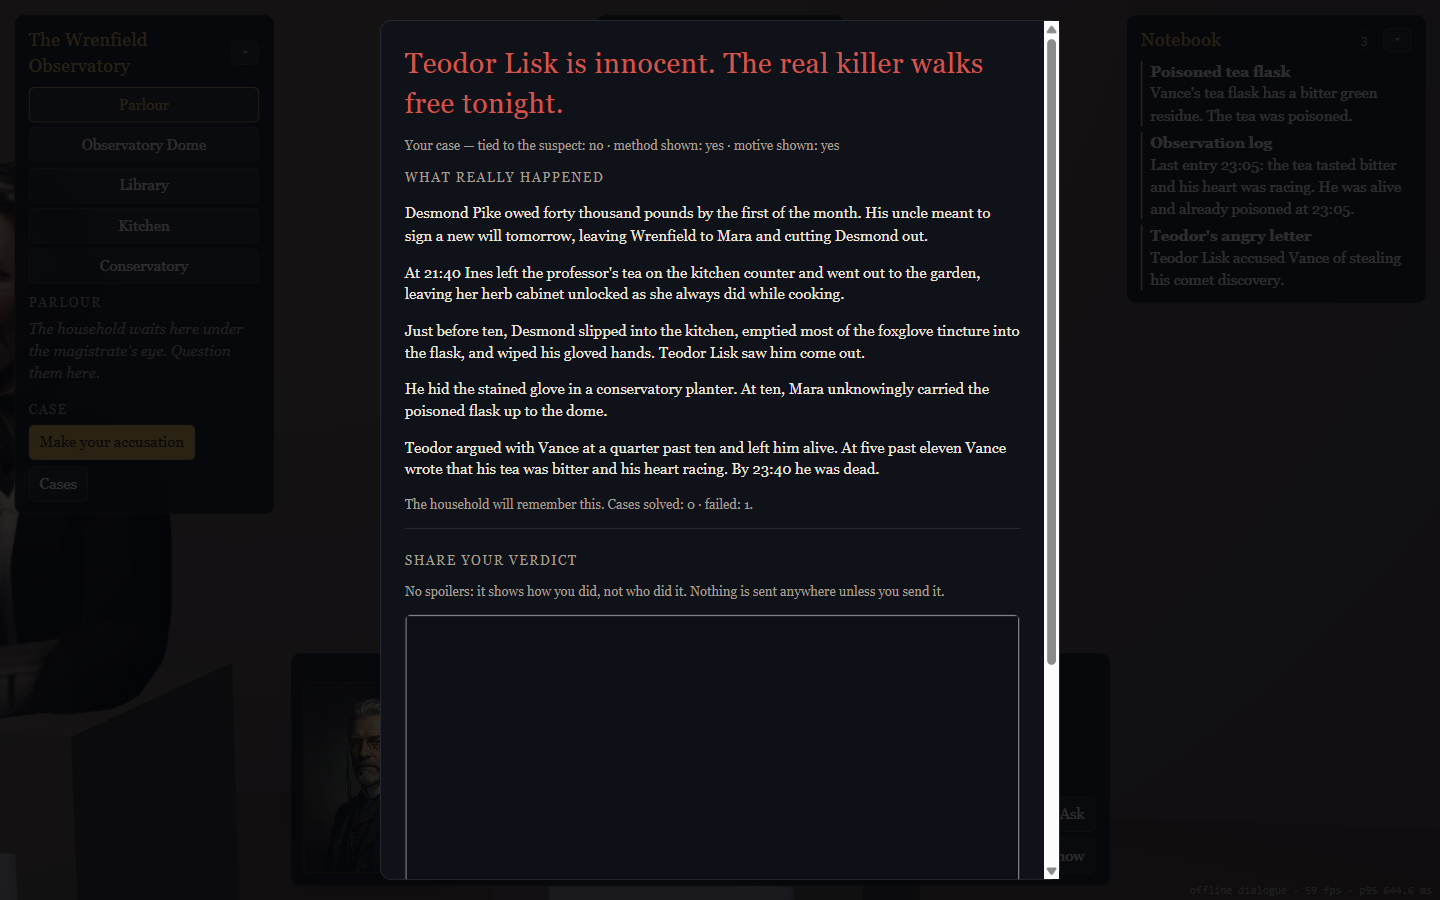 The Wrenfield
Observatory
Parlour
Observatory Dome
Library
Kitchen
Conservatory
PARLOUR
The household waits here under
the magistrate's eye. Question
them here.
CASE
Make your accusation
Cases
Teodor Lisk is innocent. The real killer walks
free tonight.
Your case — tied to the suspect: no · method shown: yes · motive shown: yes
WHAT REALLY HAPPENED
Desmond Pike owed forty thousand pounds by the first of the month. His uncle meant to
sign a new will tomorrow, leaving Wrenfield to Mara and cutting Desmond out.
At 21:40 Ines left the professor's tea on the kitchen counter and went out to the garden,
leaving her herb cabinet unlocked as she always did while cooking.
Just before ten, Desmond slipped into the kitchen, emptied most of the foxglove tincture into
the flask, and wiped his gloved hands. Teodor Lisk saw him come out.
He hid the stained glove in a conservatory planter. At ten, Mara unknowingly carried the
poisoned flask up to the dome.
Teodor argued with Vance at a quarter past ten and left him alive. At five past eleven Vance
wrote that his tea was bitter and his heart racing. By 23:40 he was dead.
The household will remember this. Cases solved: 0 · failed: 1.
SHARE YOUR VERDICT
No spoilers: it shows how you did, not who did it. Nothing is sent anywhere unless you send it.
Notebook
3
Poisoned tea flask
Vance's tea flask has a bitter green
residue. The tea was poisoned.
Observation log
Last entry 23:05: the tea tasted bitter
and his heart was racing. He was alive
and already poisoned at 23:05.
Teodor's angry letter
Teodor Lisk accused Vance of stealing
his comet discovery.
Ask
offline dialogue · 59 fps · p95 644.6 ms